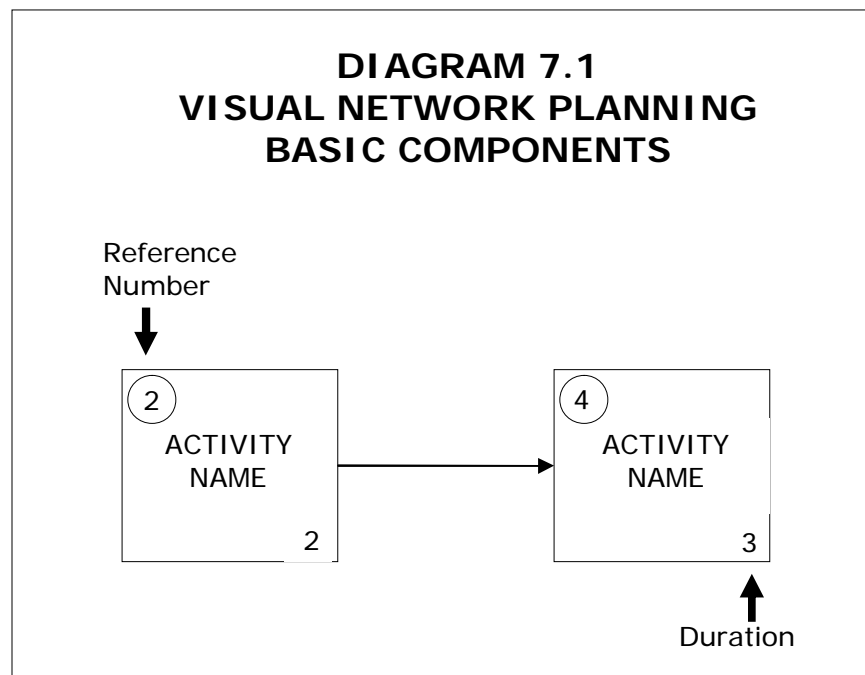 DIAGRAM 7.1
VISUAL NETWORK PLANNING
BASIC COMPONENTS
Reference
Number
2
ACTIVITY
NAME
2
4
ACTIVITY
NAME
3
Duration